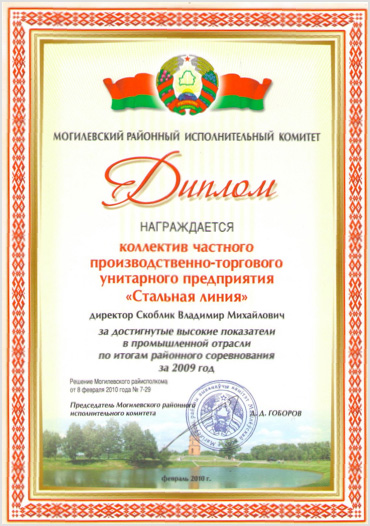 МОГИЛЕВСКИЙ РАЙОННЫЙ ИСПОЛНИТЕЛЬНЫЙ КОМИТЕТ
Диплом
НАГРАЖДАЕТСЯ
коллектив частного
производственно-торгового
унитарного предприятия
«Стальная линия»
директор Скоблик Владимир Михайлович
за достигнутые высокие показатели
в промышленной отрасли
по итогам районного соревнования
за 2009 год
Решение Могилевского райисполкома
от 8 февраля 2010 года № 7-29
Председатель Могилевского районного
исполнительного комитета
Д. ГОБОРОВ
февраль 2010 г.